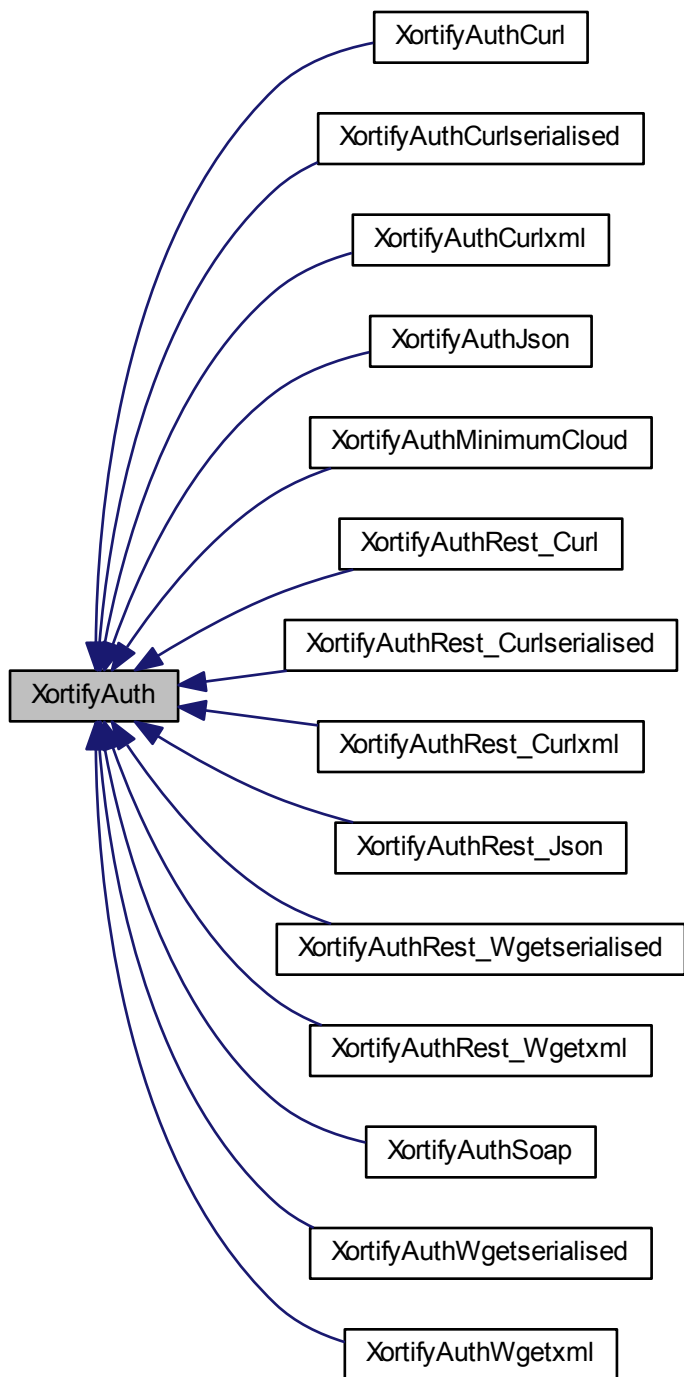 XortifyAuthCurl
XortifyAuthCurlserialised
XortifyAuthCurlxml
XortifyAuthJson
XortifyAuthMinimumCloud
XortifyAuthRest_Curl
XortifyAuthRest_Curlserialised
XortifyAuth
XortifyAuthRest_Curlxml
XortifyAuthRest_Json
XortifyAuthRest_Wgetserialised
XortifyAuthRest_Wgetxml
XortifyAuthSoap
XortifyAuthWgetserialised
XortifyAuthWgetxml